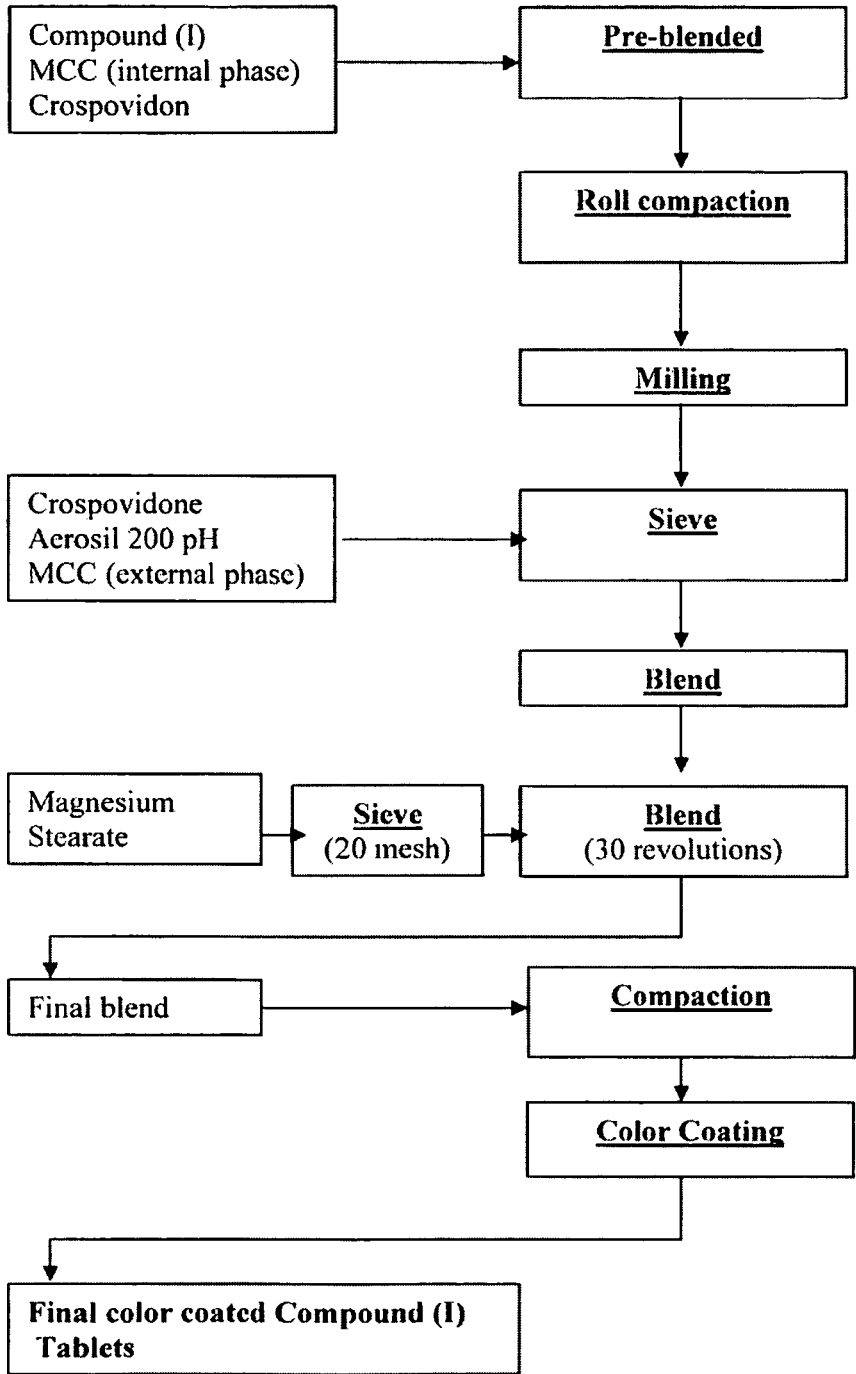 Compound (I)
MCC (internal phase)
Crospovidon
Pre-blended
Roll compaction
Milling
Crospovidone
Aerosil 200 pH
MCC (external phase)
Sieve
Blend
Magnesium
Stearate
Sieve
(20 mesh)
Blend
(30 revolutions)
Final blend
Compaction
Color Coating
Final color coated Compound (I)
Tablets